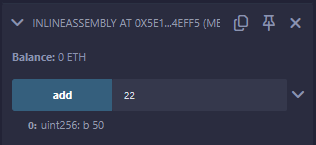 INLINEASSEMBLY AT 0X5E1...4EFF5 (ME
Balance: 0 ETH
add 22
0: uint256: b 50